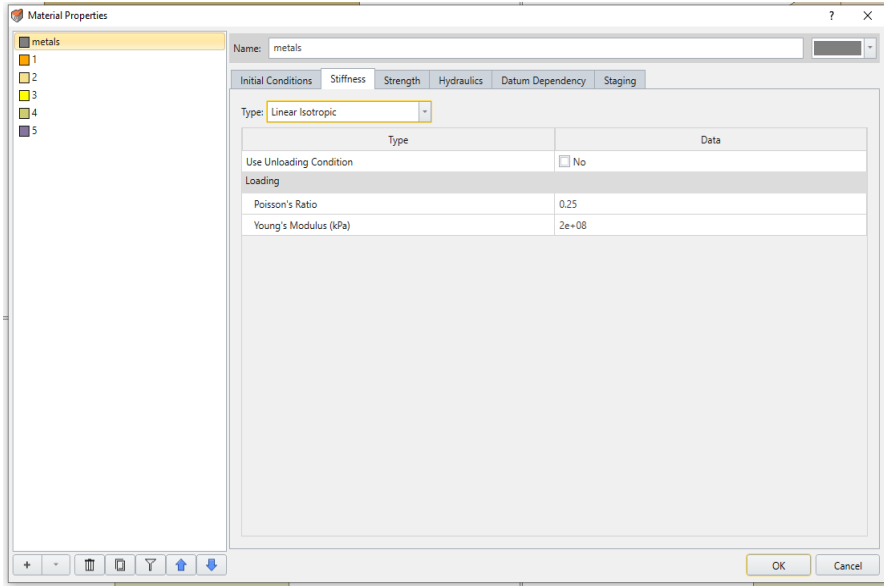 Material Properties
? X
metals
1
2
3
4
5
Name: metals
Initial Conditions Stiffness Strength Hydraulics Datum Dependency Staging
Type: Linear Isotropic
Type Data
Use Unloading Condition No
Loading
Poisson's Ratio 0.25
Young's Modulus (kPa) 2e+08
OK Cancel